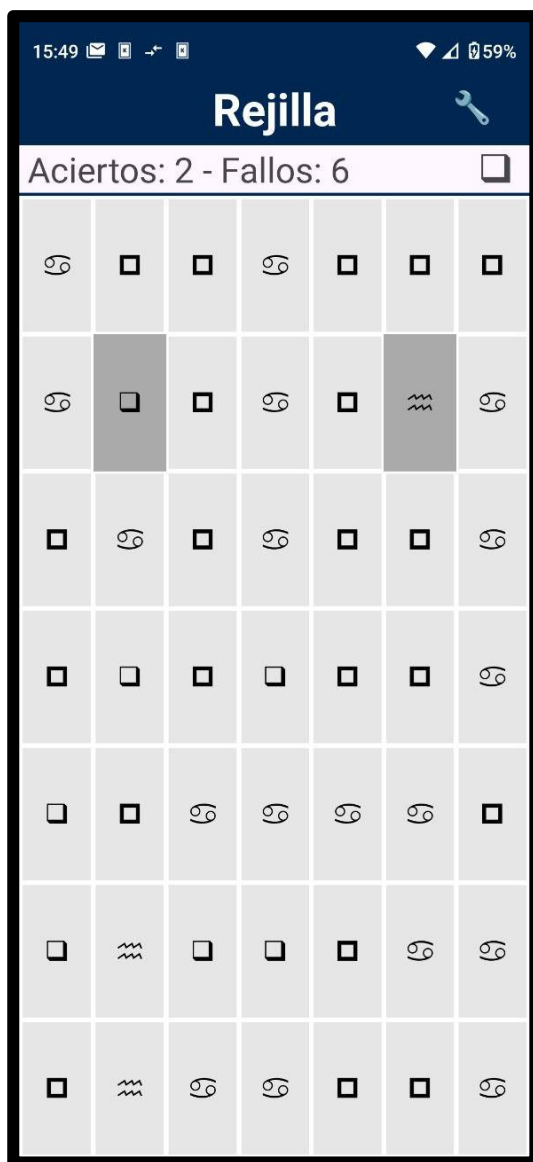 15:49 59%
Rejilla
Aciertos: 2 - Fallos: 6 ❑
♋ ◻ ◻ ♋ ◻ ◻ ◻
♋ ❑ ◻ ♋ ◻ ♒ ♋
◻ ♋ ◻ ♋ ◻ ◻ ♋
◻ ❑ ◻ ❑ ◻ ◻ ♋
❑ ◻ ♋ ♋ ♋ ♋ ◻
❑ ♒ ❑ ❑ ◻ ♋ ♋
◻ ♒ ♋ ♋ ◻ ◻ ♋